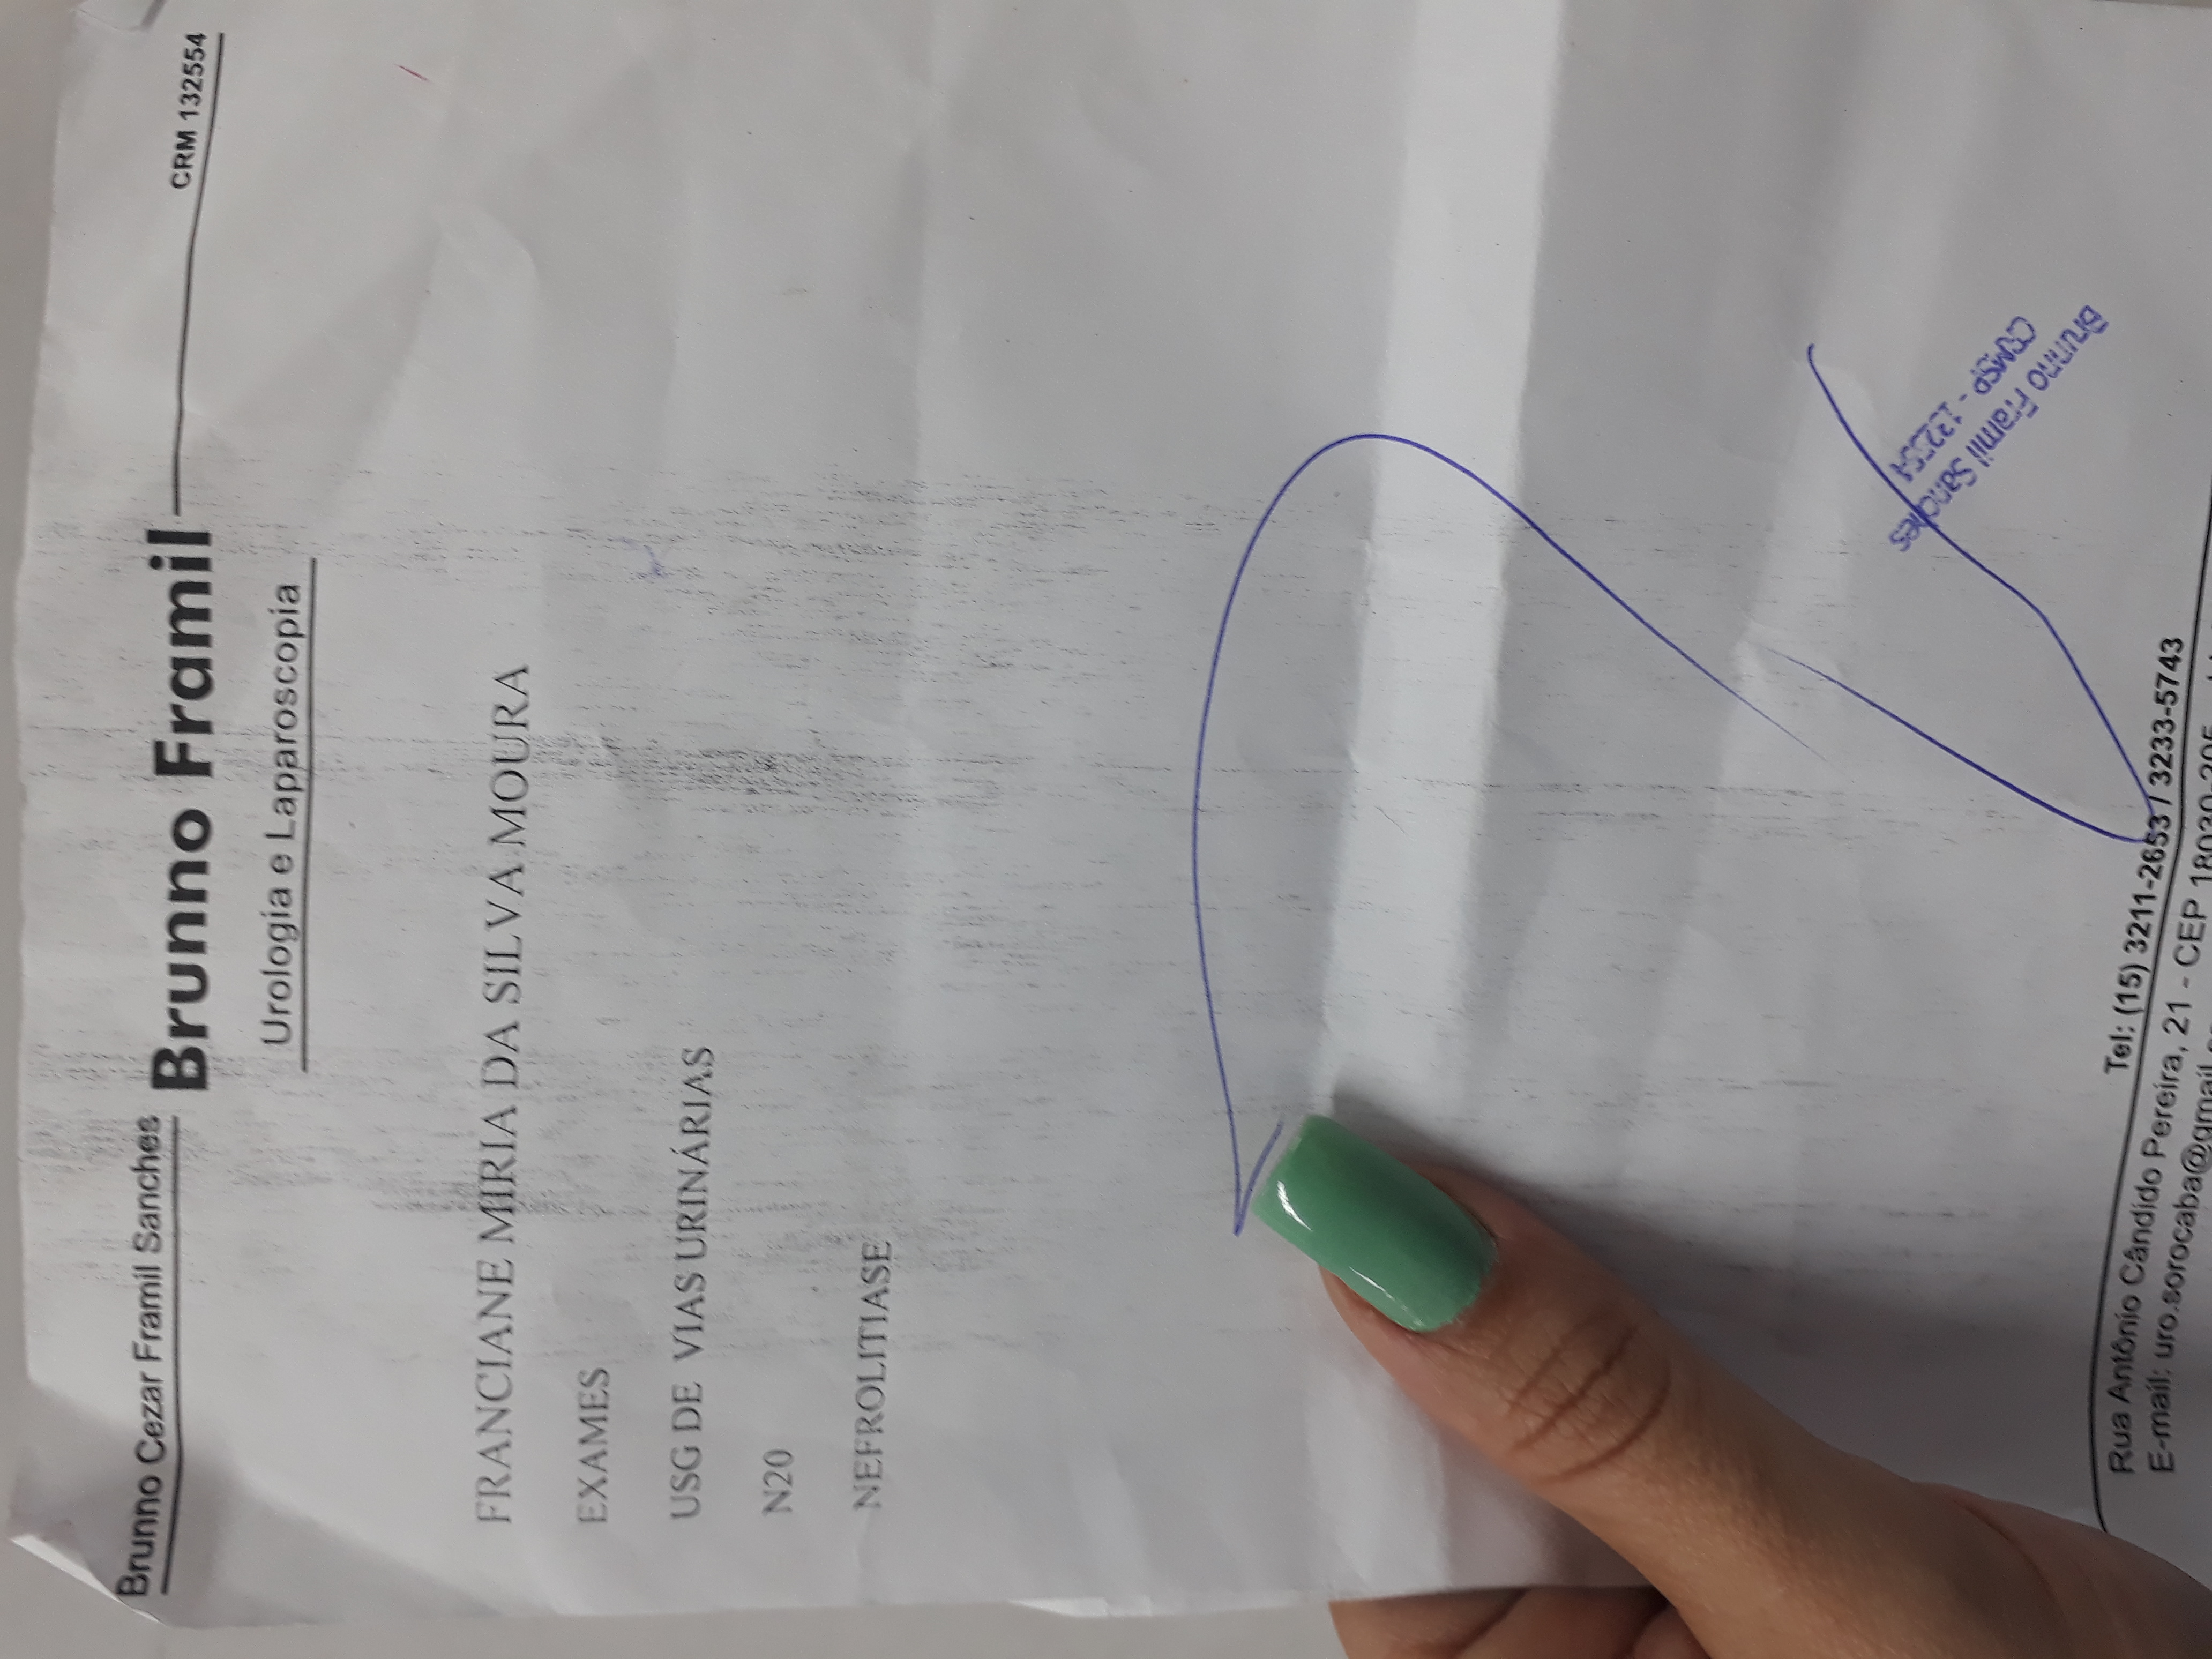 Brunno Cezar Framil Sanches
Brunno Framil
CRM 132554
Urologia e Laparoscopia
FRANCIANE MIRIA DA SILVA MOURA
EXAMES
USG DE VIAS URINÁRIAS
N20
NEFROLITIASE
Brunno Framil Sanches
CRMSP - 132554
Tel: (15) 3211-2653 / 3233-5743
Rua Antônio Cândido Pereira, 21 - CEP 18030-205
E-mail: uro.sorocaba@gmail